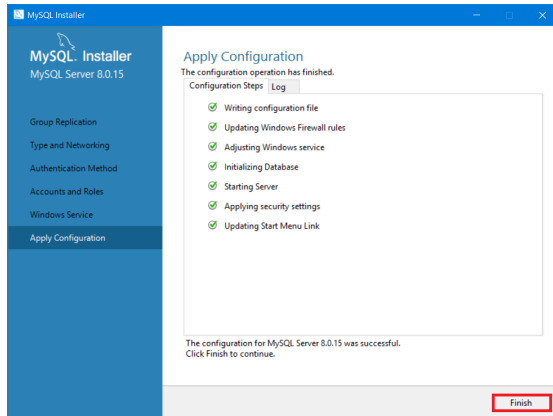 MySQL Installer
MySQL. Installer
MySQL Server 8.0.15
Group Replication
Type and Networking
Authentication Method
Accounts and Roles
Windows Service
Apply Configuration
Apply Configuration
The configuration operation has finished.
Configuration Steps Log
Writing configuration file
Updating Windows Firewall rules
Adjusting Windows service
Initializing Database
Starting Server
Applying security settings
Updating Start Menu Link
The configuration for MySQL Server 8.0.15 was successful.
Click Finish to continue.
Finish